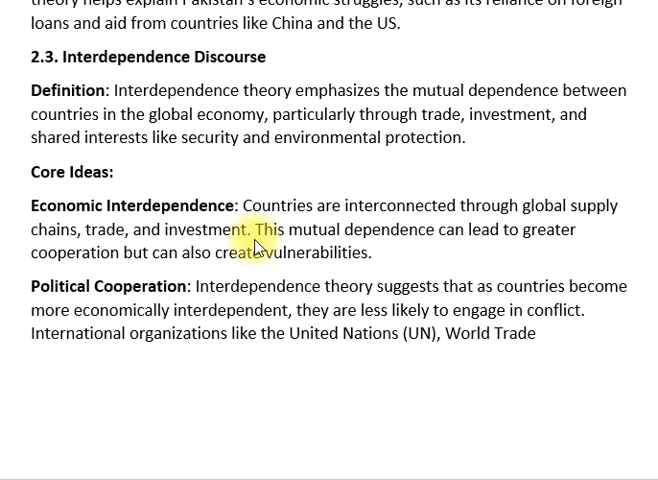 theory helps explain Pakistan's economic struggles, such as its reliance on foreign
loans and aid from countries like China and the US.
2.3. Interdependence Discourse
Definition: Interdependence theory emphasizes the mutual dependence between
countries in the global economy, particularly through trade, investment, and
shared interests like security and environmental protection.
Core Ideas:
Economic Interdependence: Countries are interconnected through global supply
chains, trade, and investment. This mutual dependence can lead to greater
cooperation but can also create vulnerabilities.
Political Cooperation: Interdependence theory suggests that as countries become
more economically interdependent, they are less likely to engage in conflict.
International organizations like the United Nations (UN), World Trade